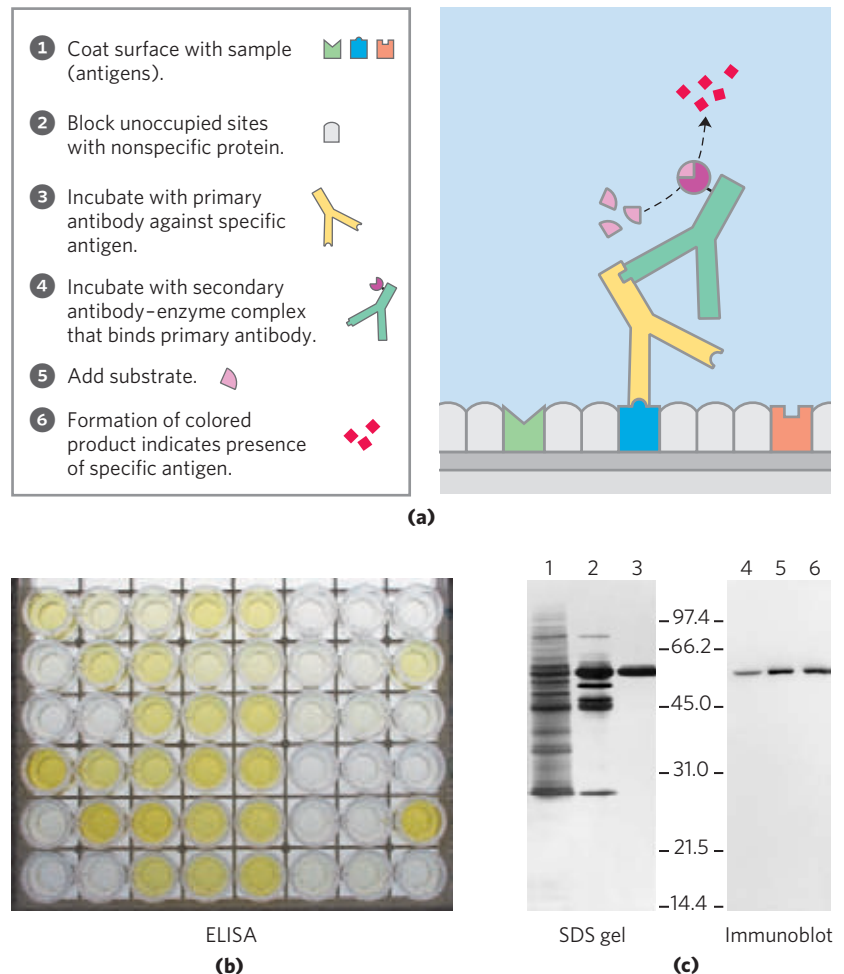 1 Coat surface with sample
(antigens).
2 Block unoccupied sites
with nonspecific protein.
3 Incubate with primary
antibody against specific
antigen.
4 Incubate with secondary
antibody–enzyme complex
that binds primary antibody.
5 Add substrate.
6 Formation of colored
product indicates presence
of specific antigen.
(a)
ELISA
(b)
1 2 3 4 5 6
97.4
66.2
45.0
31.0
21.5
14.4
SDS gel Immunoblot
(c)